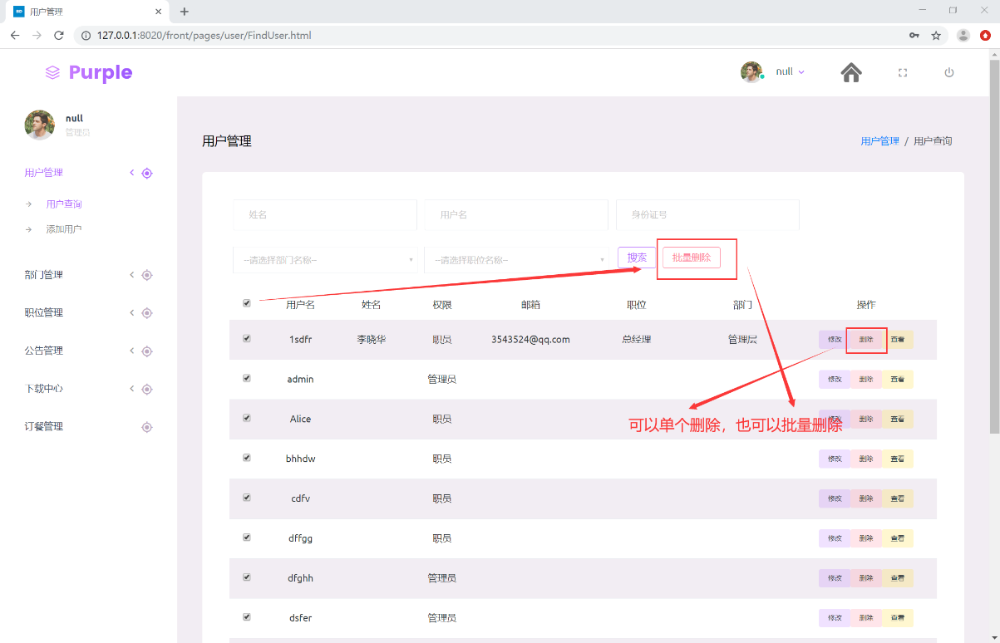 用户管理
127.0.0.1:8020/front/pages/user/FindUser.html
Purple
null
null
管理员
用户管理
用户查询
添加用户
部门管理
职位管理
公告管理
下载中心
订餐管理
用户管理
用户管理 / 用户查询
姓名 用户名 身份证号
--请选择部门名称-- --请选择职位名称-- 搜索 批量删除
用户名 姓名 权限 邮箱 职位 部门 操作
1sdfr 李晓华 职员 3543524@qq.com 总经理 管理层 修改 删除 查看
admin 管理员 修改 删除 查看
Alice 职员 修改 删除 查看
可以单个删除，也可以批量删除
bhhdw 职员 修改 删除 查看
cdfv 职员 修改 删除 查看
dffgg 职员 修改 删除 查看
dfghh 管理员 修改 删除 查看
dsfer 管理员 修改 删除 查看